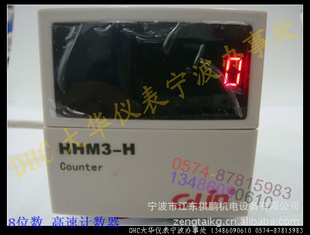 DHC大华仪表宁波办事处
0
HHM3-H
Counter
0574-87815983
13486090610
宁波市江东祺鹏机电设备有限公司
8位数 高速计数器
http://zengtaikg.cn.1688.com
DHC大华仪表宁波办事处 13486090610 0574-87815983